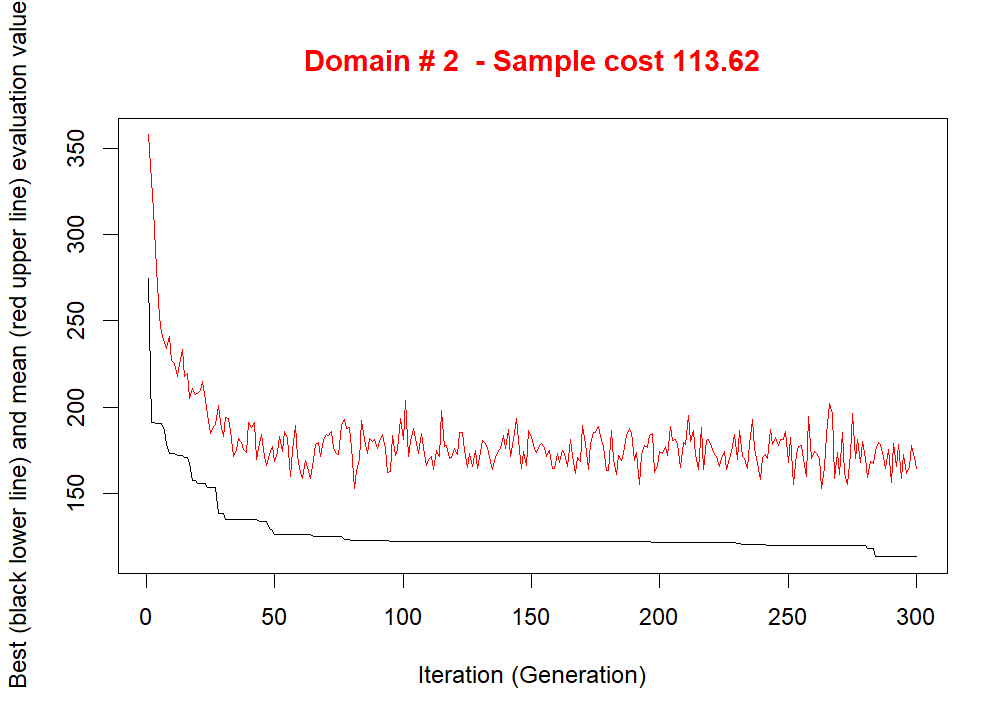 Domain # 2  - Sample cost 113.62
Best (black lower line) and mean (red upper line) evaluation value
350
300
250
200
150
0 50 100 150 200 250 300
Iteration (Generation)